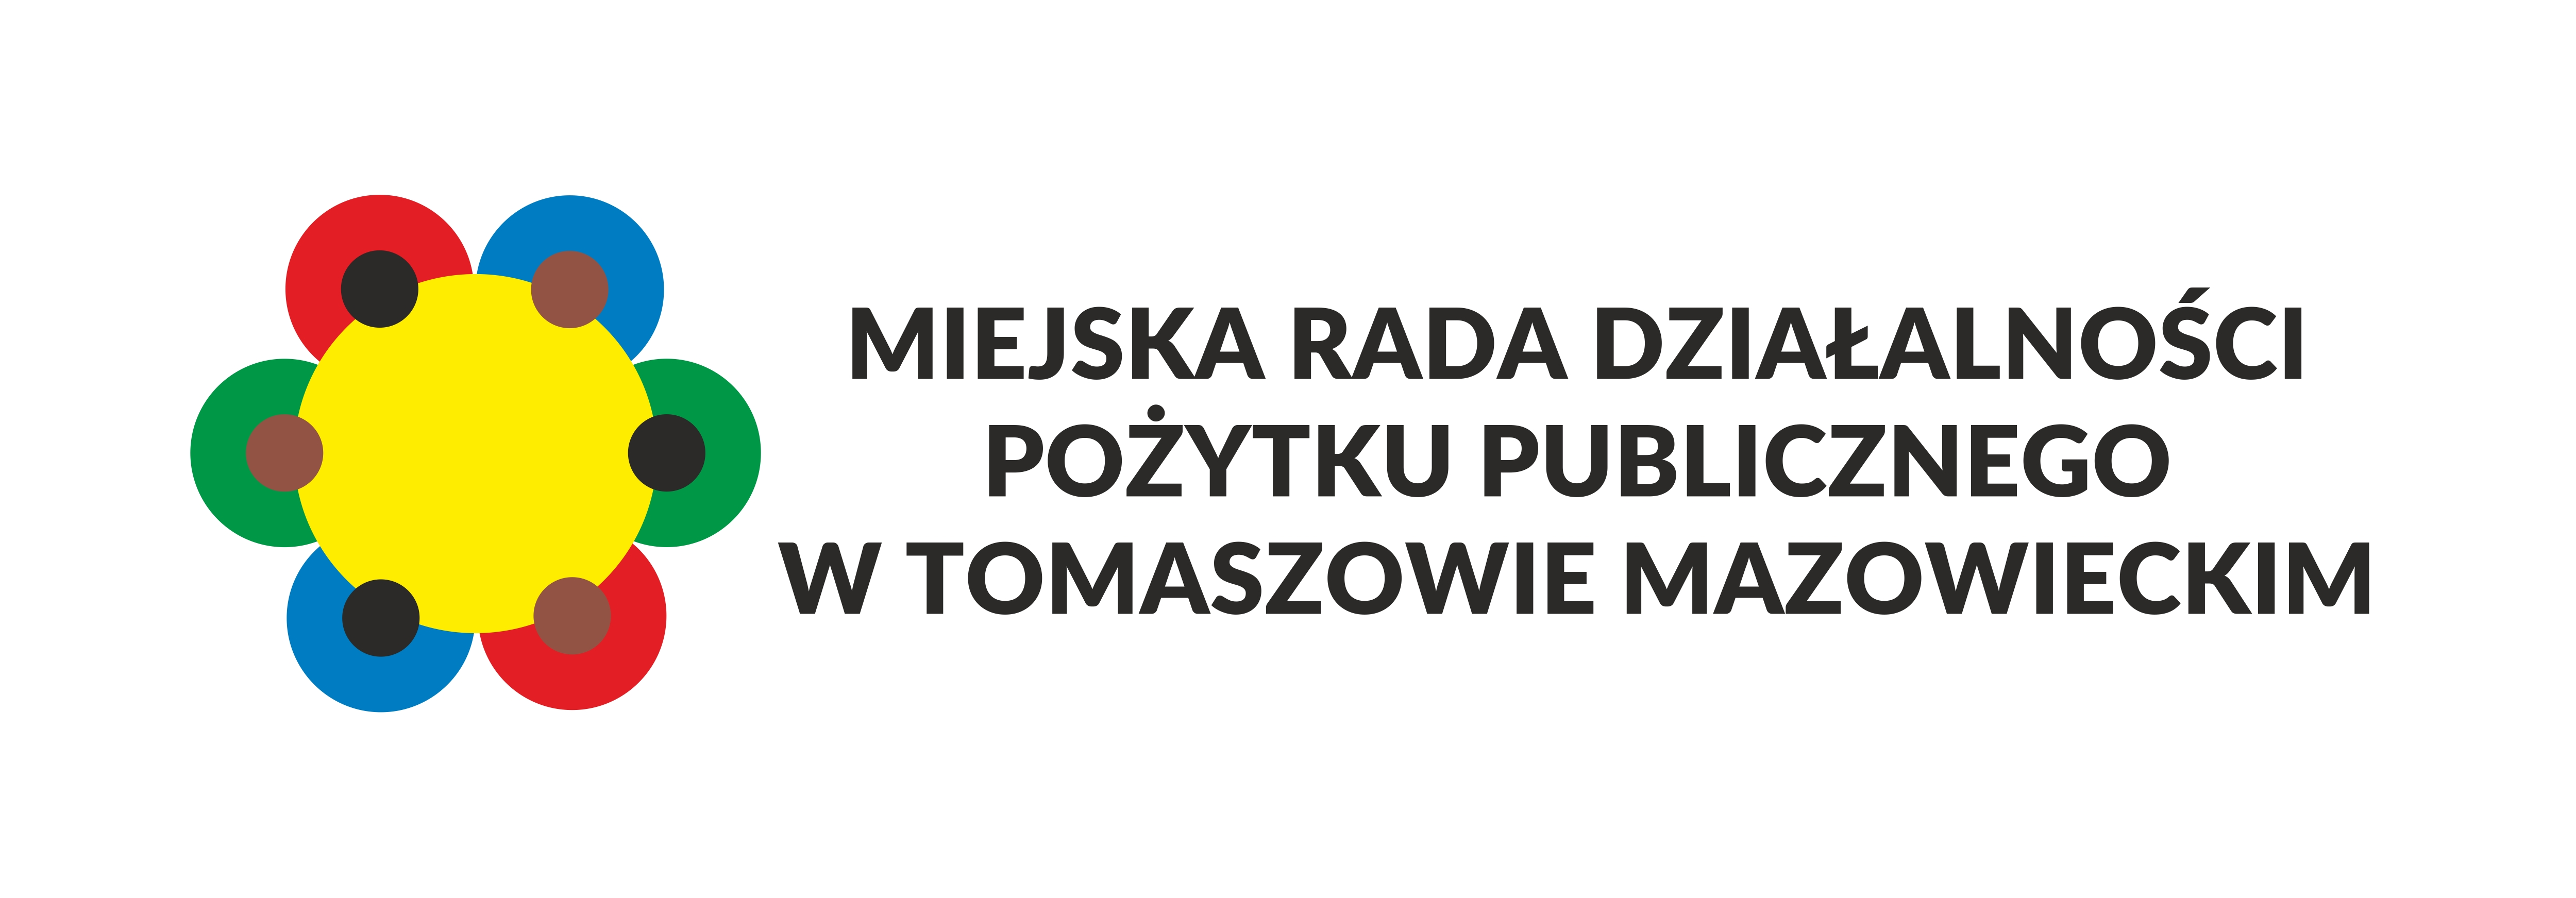 MIEJSKA RADA DZIAŁALNOŚCI
POŻYTKU PUBLICZNEGO
W TOMASZOWIE MAZOWIECKIM